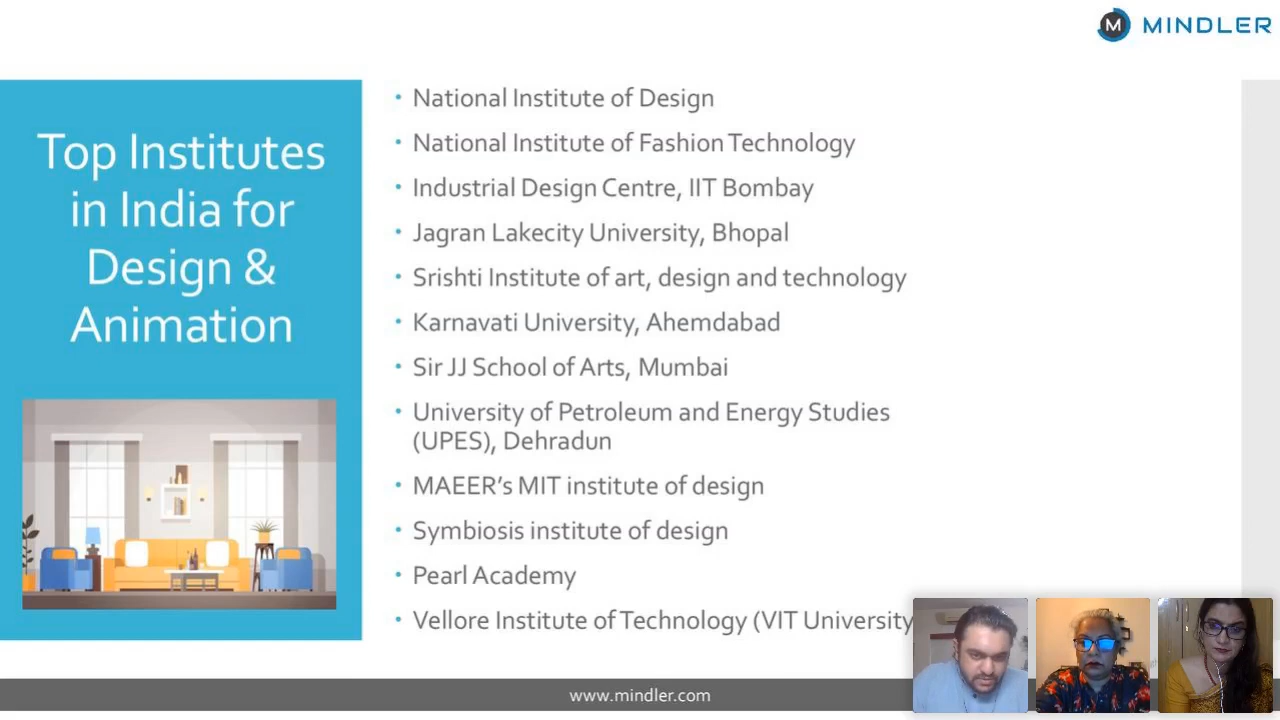 MINDLER
Top Institutes
in India for
Design &
Animation
• National Institute of Design
• National Institute of Fashion Technology
• Industrial Design Centre, IIT Bombay
• Jagran Lakecity University, Bhopal
• Srishti Institute of art, design and technology
• Karnavati University, Ahemdabad
• Sir JJ School of Arts, Mumbai
• University of Petroleum and Energy Studies
(UPES), Dehradun
• MAEER’s MIT institute of design
• Symbiosis institute of design
• Pearl Academy
• Vellore Institute of Technology (VIT University
www.mindler.com